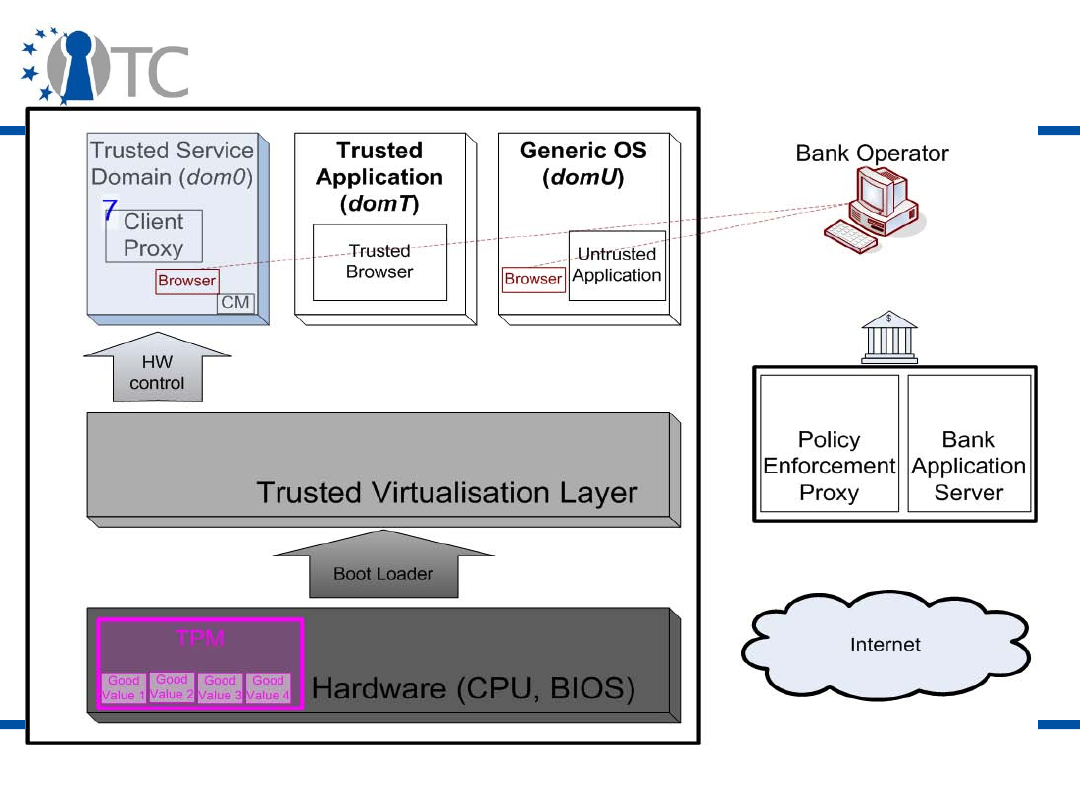 TC
Trusted Service
Domain (dom0)
7
Client
Proxy
Browser
CM
Trusted
Application
(domT)
Trusted
Browser
Generic OS
(domU)
Browser
Untrusted
Application
Bank Operator
HW
control
$
Policy
Enforcement
Proxy
Bank
Application
Server
Trusted Virtualisation Layer
Boot Loader
TPM
Good
Value 1
Good
Value 2
Good
Value 3
Good
Value 4
Hardware (CPU, BIOS)
Internet